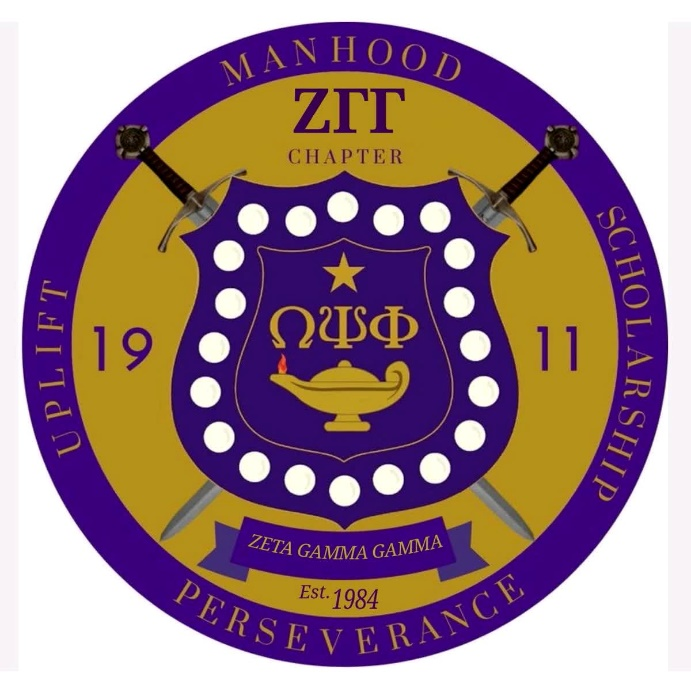 MANHOOD
ΖΓΓ
CHAPTER
SCHOLARSHIP
UPLIFT
19
11
ΩΨΦ
ZETA GAMMA GAMMA
Est. 1984
PERSEVERANCE